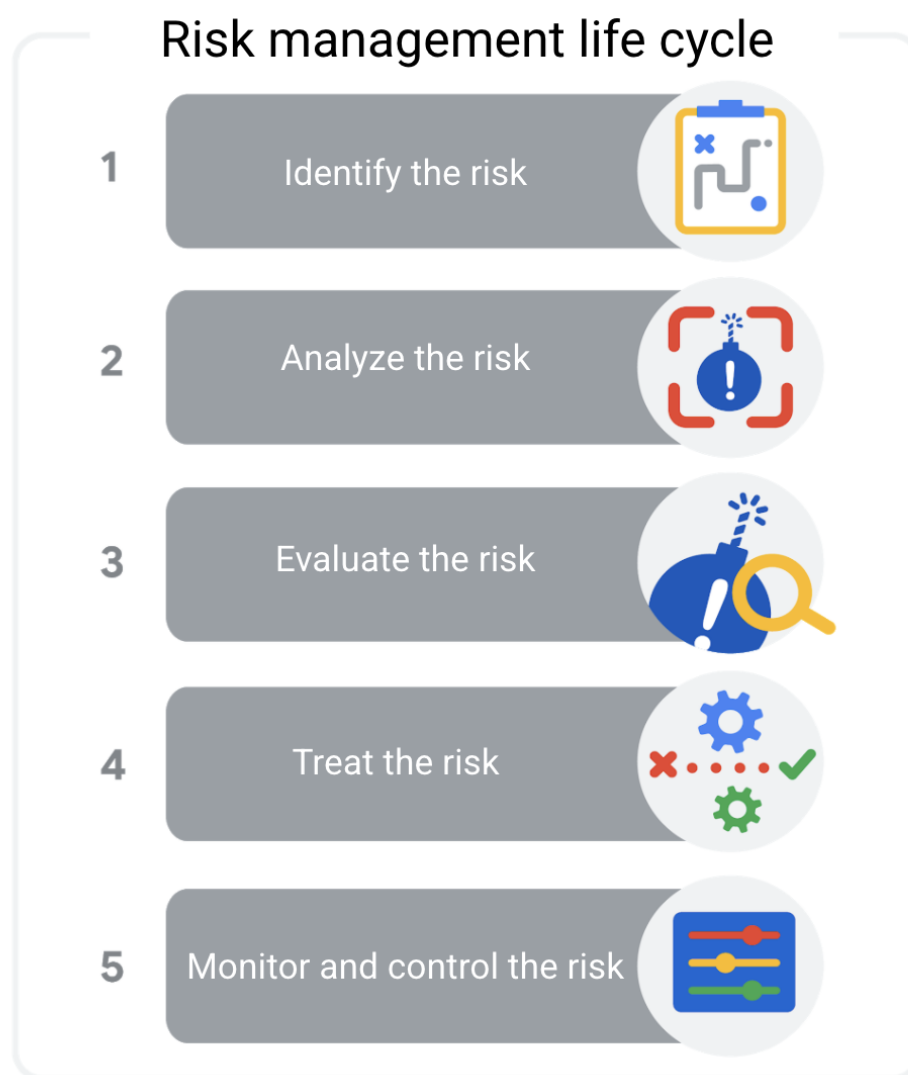 Risk management life cycle
1
Identify the risk
2
Analyze the risk
3
Evaluate the risk
4
Treat the risk
5
Monitor and control the risk